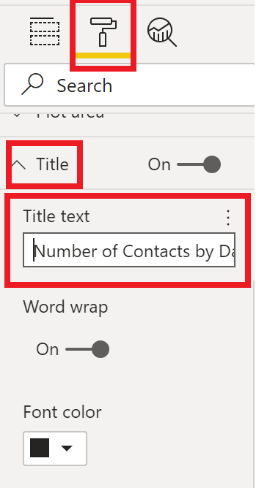 Search
Plot area
Title On
Title text
Number of Contacts by Da
Word wrap
On
Font color